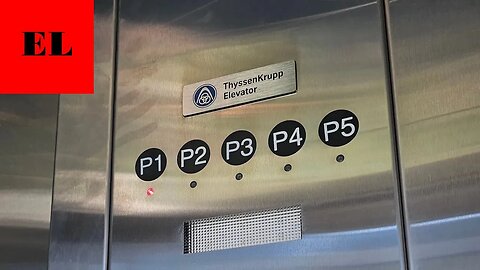 EL
ThyssenKrupp
Elevator
P1 P2 P3 P4 P5